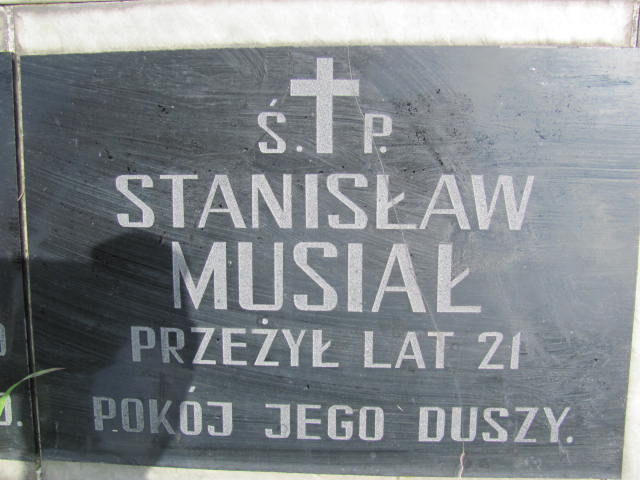 Ś. P.
STANISŁAW
MUSIAŁ
PRZEŻYŁ LAT 21
POKÓJ JEGO DUSZY.